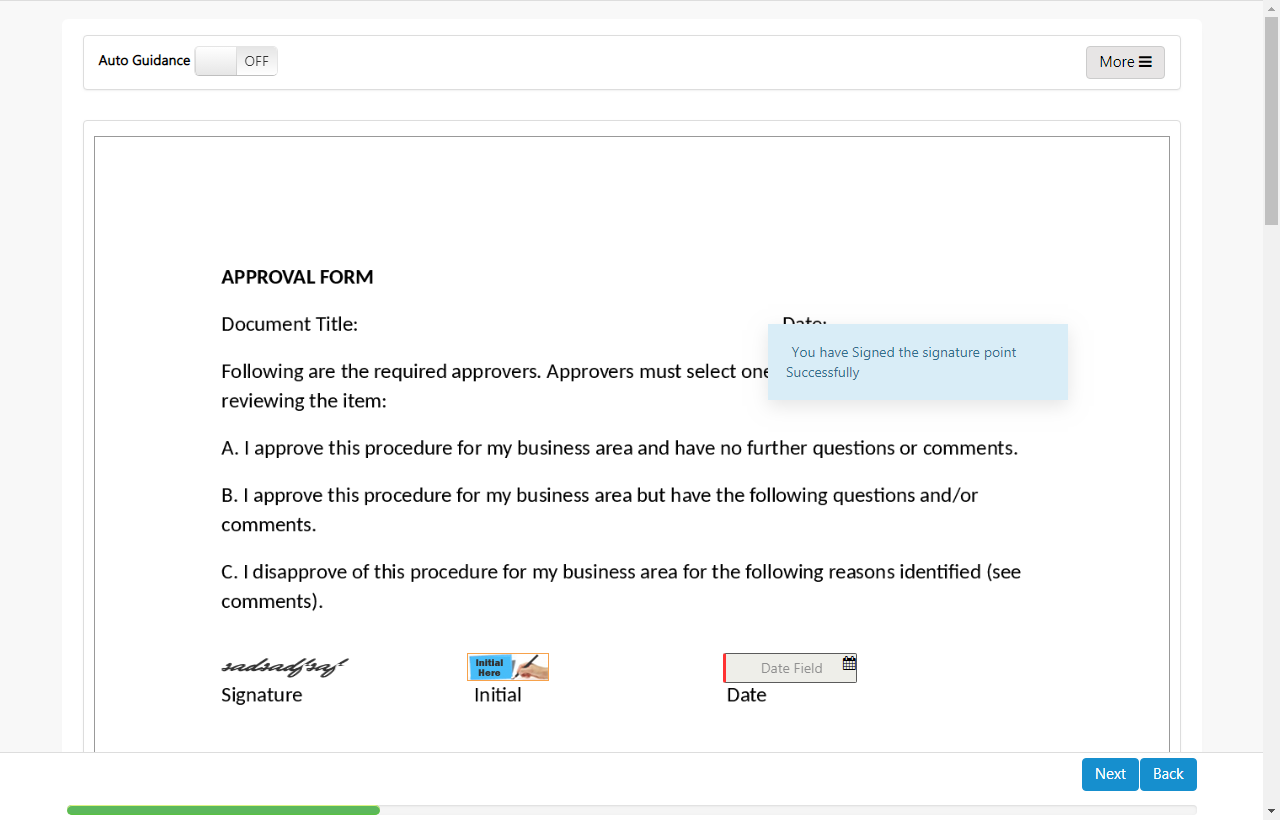 Auto Guidance OFF
More
APPROVAL FORM
Document Title:
You have Signed the signature point
Successfully
Following are the required approvers. Approvers must select one
reviewing the item:
A. I approve this procedure for my business area and have no further questions or comments.
B. I approve this procedure for my business area but have the following questions and/or
comments.
C. I disapprove of this procedure for my business area for the following reasons identified (see
comments).
Initial
Here
Date Field
Signature Initial Date
Next Back